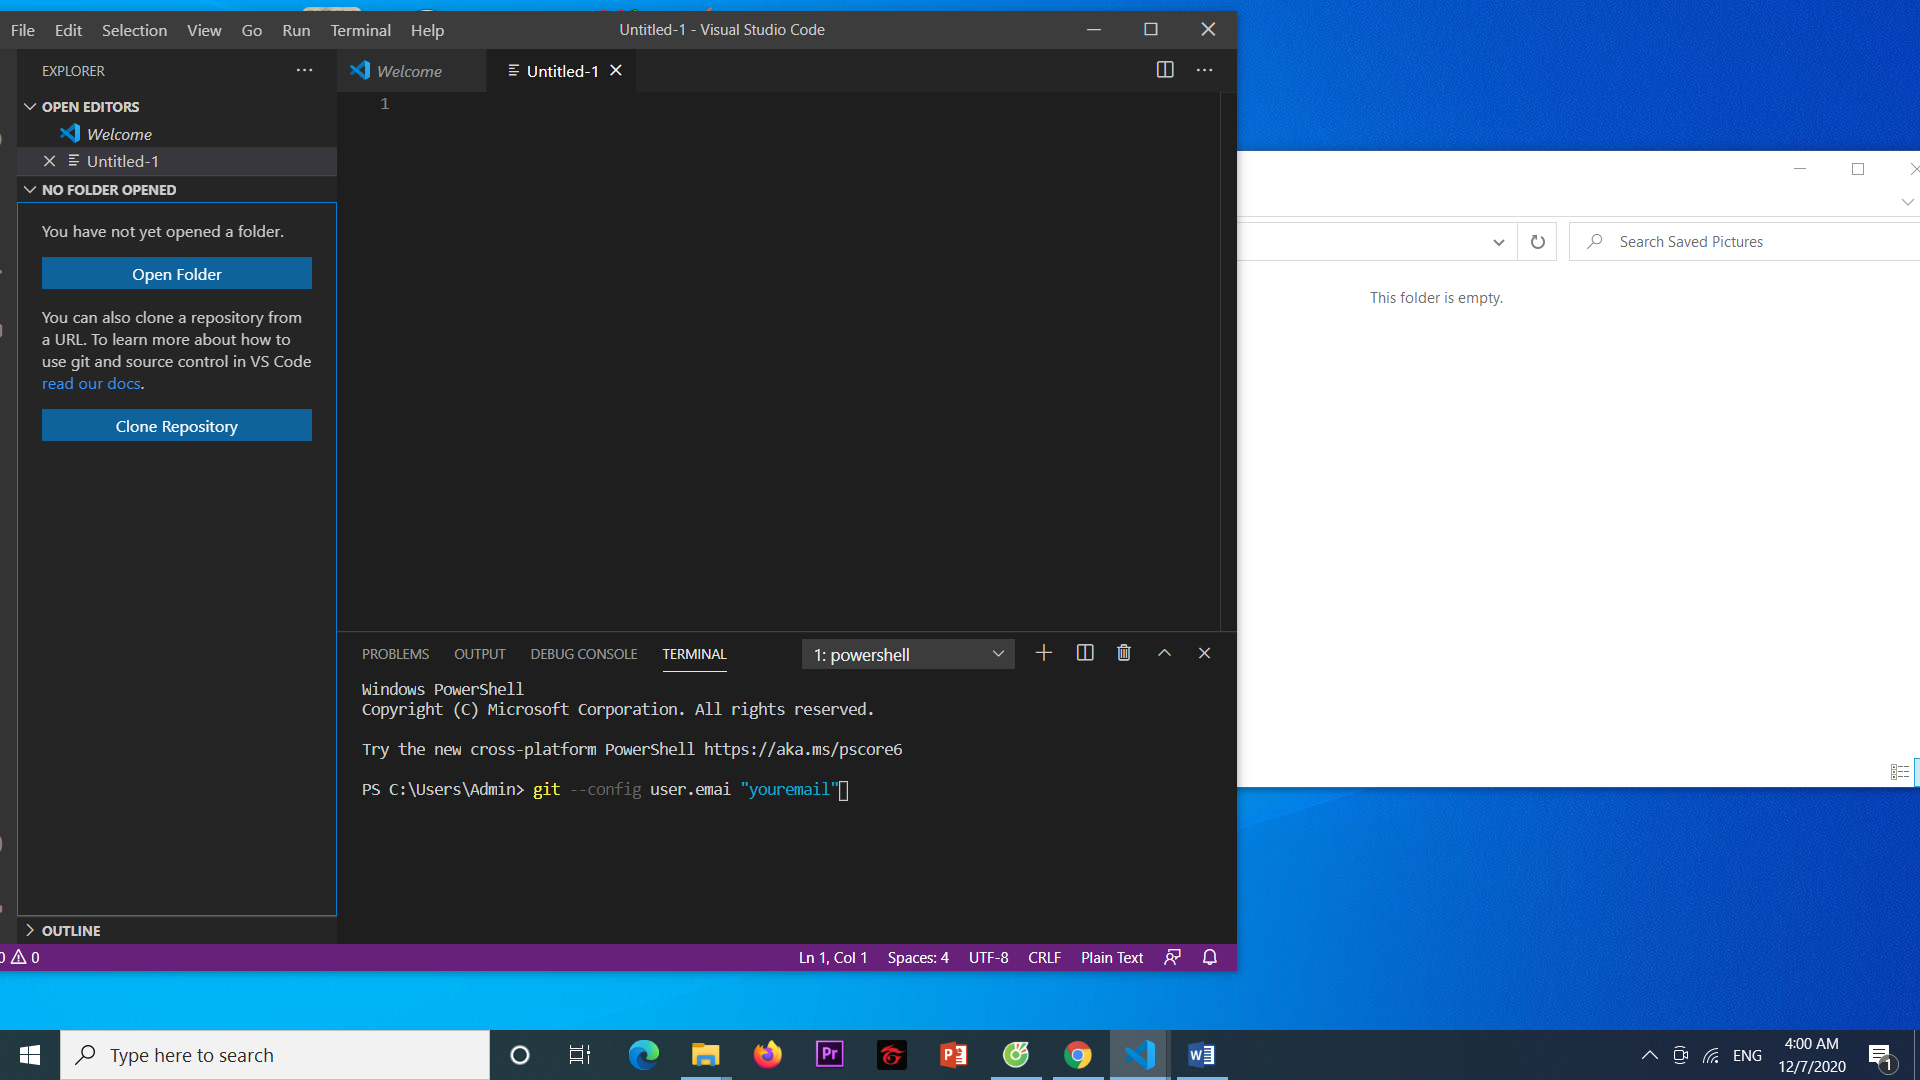 File Edit Selection View Go Run Terminal Help
Untitled-1 - Visual Studio Code
EXPLORER
OPEN EDITORS
Welcome
Untitled-1
NO FOLDER OPENED
You have not yet opened a folder.
Open Folder
You can also clone a repository from
a URL. To learn more about how to
use git and source control in VS Code
read our docs.
Clone Repository
OUTLINE
Welcome
Untitled-1
1
PROBLEMS OUTPUT DEBUG CONSOLE TERMINAL
1: powershell
Windows PowerShell
Copyright (C) Microsoft Corporation. All rights reserved.
Try the new cross-platform PowerShell https://aka.ms/pscore6
PS C:\Users\Admin> git --config user.emai "youremail"
0 0
Ln 1, Col 1 Spaces: 4 UTF-8 CRLF Plain Text
Search Saved Pictures
This folder is empty.
Type here to search
Pr
P
W
ENG
4:00 AM
12/7/2020
1